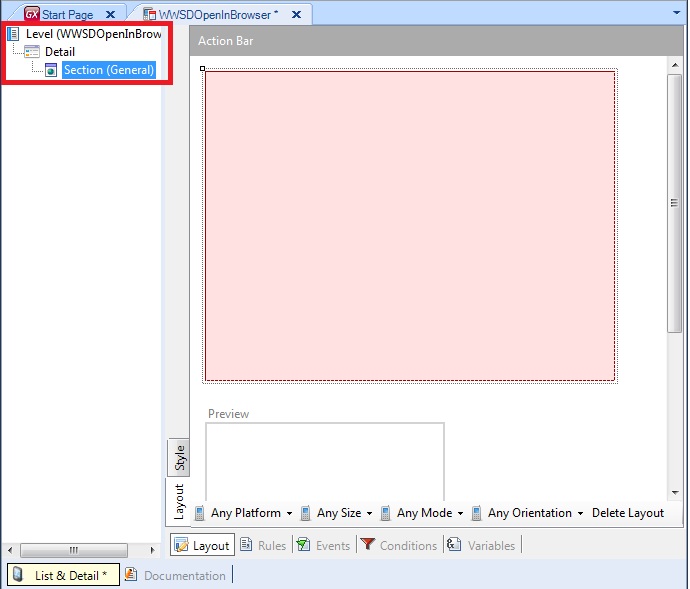 GX Start Page WWSDOpenInBrowser *
Level (WWSDOpenInBrow
Detail
Section (General)
Action Bar
Preview
Style
Layout
Any Platform Any Size Any Mode Any Orientation Delete Layout
Layout Rules Events Conditions Variables
List & Detail * Documentation